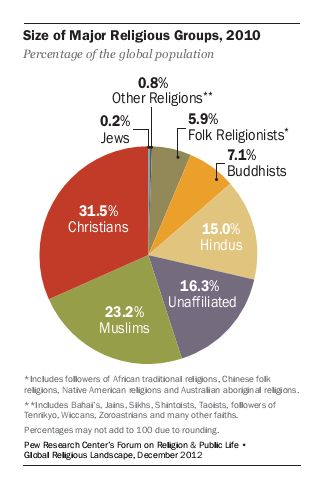 Size of Major Religious Groups, 2010
Percentage of the global population
0.8%
Other Religions**
0.2%
Jews
5.9%
Folk Religionists*
7.1%
Buddhists
31.5%
Christians
15.0%
Hindus
16.3%
Unaffiliated
23.2%
Muslims
*Includes followers of African traditional religions, Chinese folk
religions, Native American religions and Australian aboriginal religions.
**Includes Bahai's, Jains, Sikhs, Shintoists, Taoists, followers of
Tenrikyo, Wiccans, Zoroastrians and many other faiths.
Percentages may not add to 100 due to rounding.
Pew Research Center's Forum on Religion & Public Life •
Global Religious Landscape, December 2012